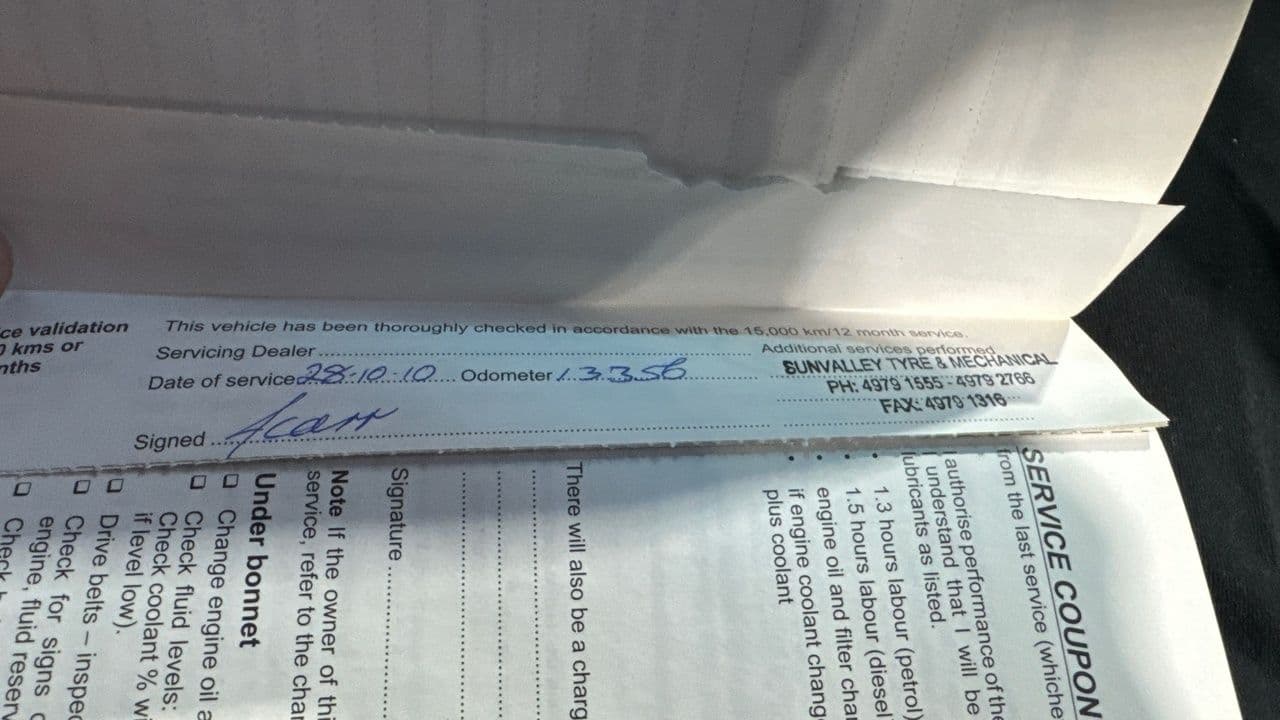 ce validation
kms or
nths
This vehicle has been thoroughly checked in accordance with the 15,000 km/12 month service.
Servicing Dealer
Date of service 28-10-10 Odometer 13356
Signed
Additional services performed
SUNVALLEY TYRE & MECHANICAL
PH: 4979 1555 - 4979 2766
FAX: 4979 1316
SERVICE COUPON
from the last service (whiche
I authorise performance of the
I understand that I will be
lubricants as listed.
• 1.3 hours labour (petrol)
• 1.5 hours labour (diesel
• engine oil and filter chan
• if engine coolant chang
plus coolant
There will also be a charg
Signature
Note If the owner of thi
service, refer to the char
Under bonnet
Change engine oil a
Check fluid levels:
Check coolant % wi
if level low).
Drive belts – inspec
Check for signs o
engine, fluid reserv
Check